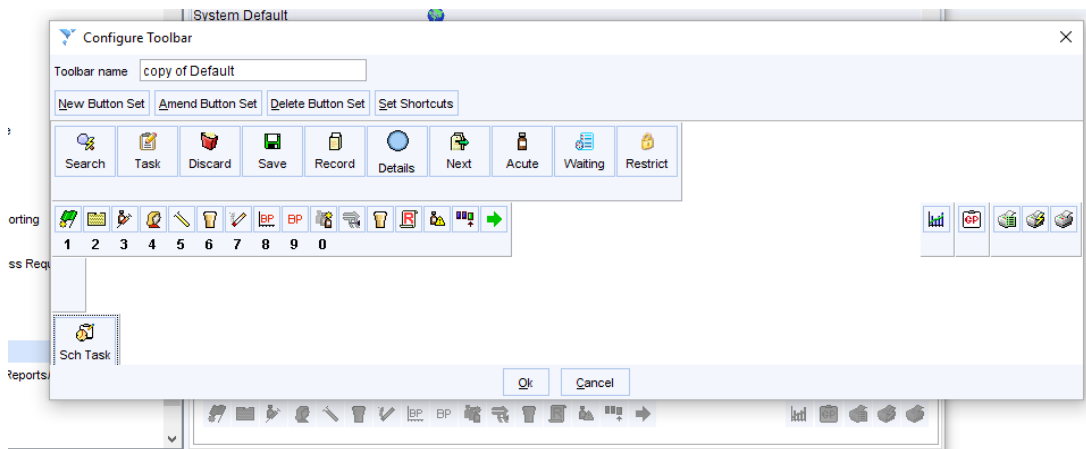 System Default
Configure Toolbar
Toolbar name copy of Default
New Button Set Amend Button Set Delete Button Set Set Shortcuts
Search Task Discard Save Record Details Next Acute Waiting Restrict
BP BP R GP
orting
1 2 3 4 5 6 7 8 9 0
ss Requ
Sch Task
Reports/
Ok Cancel
BP BP R GP